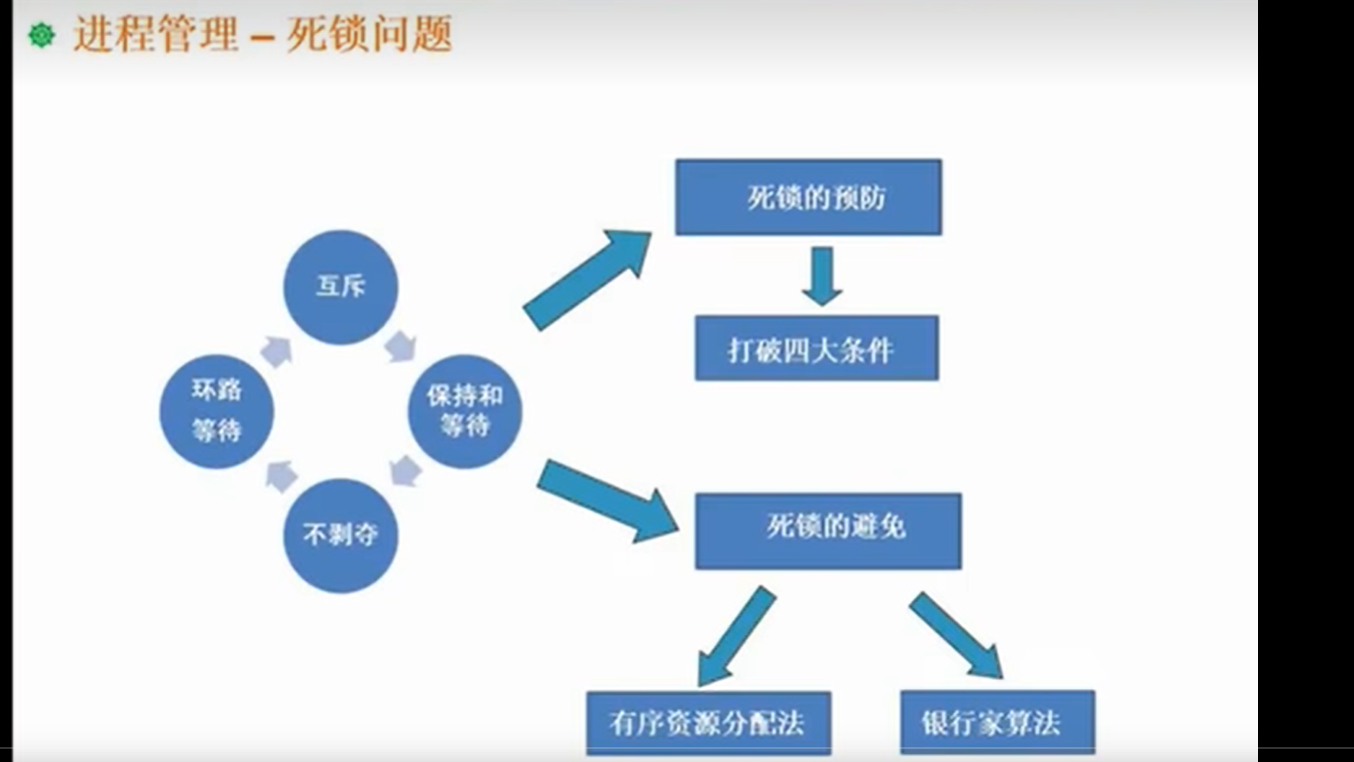 进程管理 – 死锁问题
死锁的预防
互斥
打破四大条件
环路
等待
保持和
等待
不剥夺
死锁的避免
有序资源分配法
银行家算法